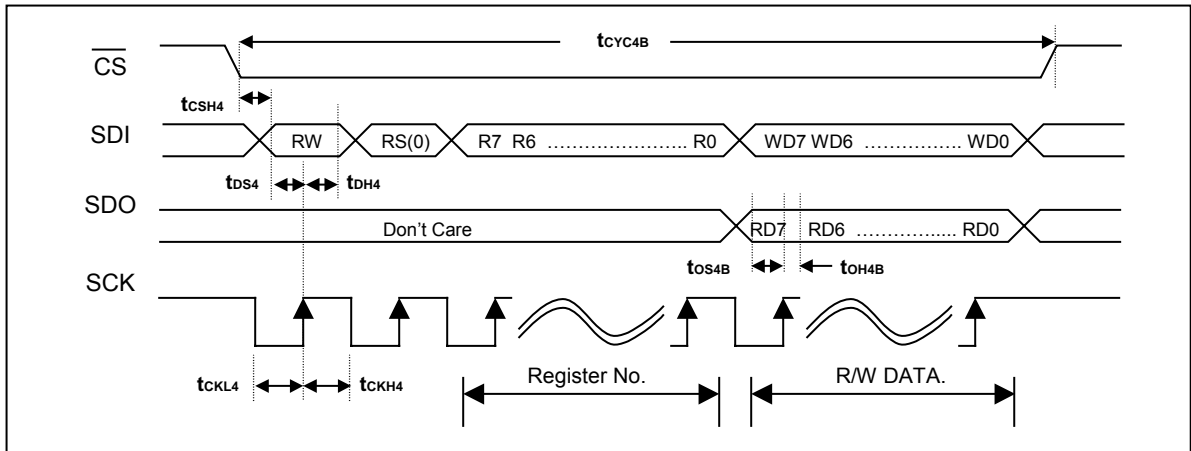 tCYC4B
CS
tCSH4
SDI RW RS(0) R7 R6 ........................ R0 WD7 WD6 ................ WD0
tDS4 tDH4
SDO
Don't Care RD7 RD6 ................. RD0
tOS4B tOH4B
SCK
tCKL4 tCKH4 Register No. R/W DATA.